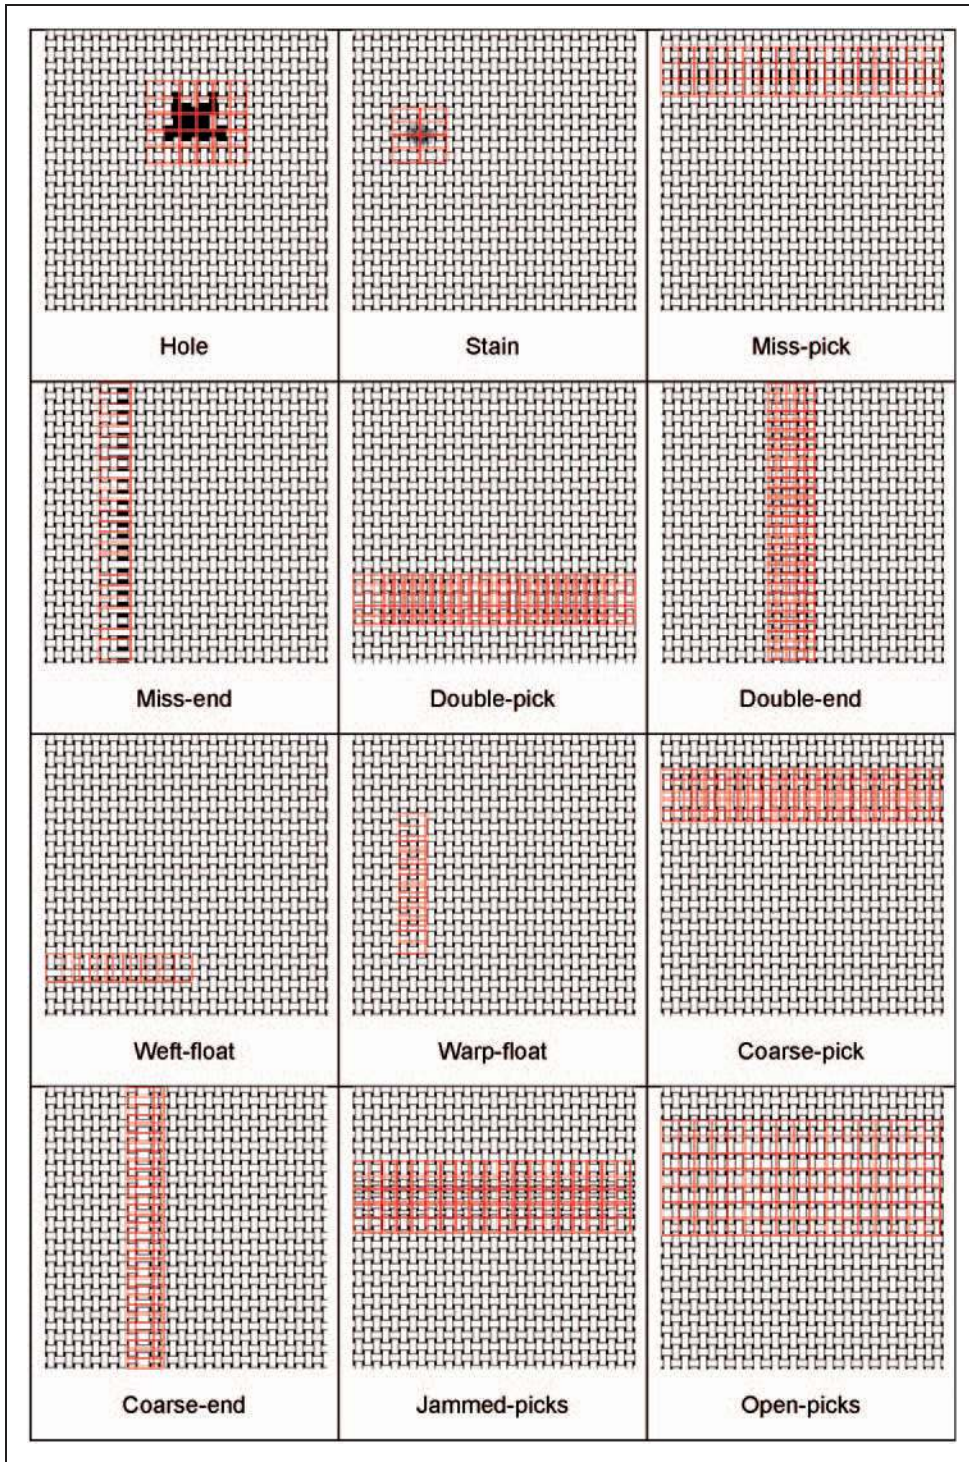 Hole
Stain
Miss-pick
Miss-end
Double-pick
Double-end
Weft-float
Warp-float
Coarse-pick
Coarse-end
Jammed-picks
Open-picks